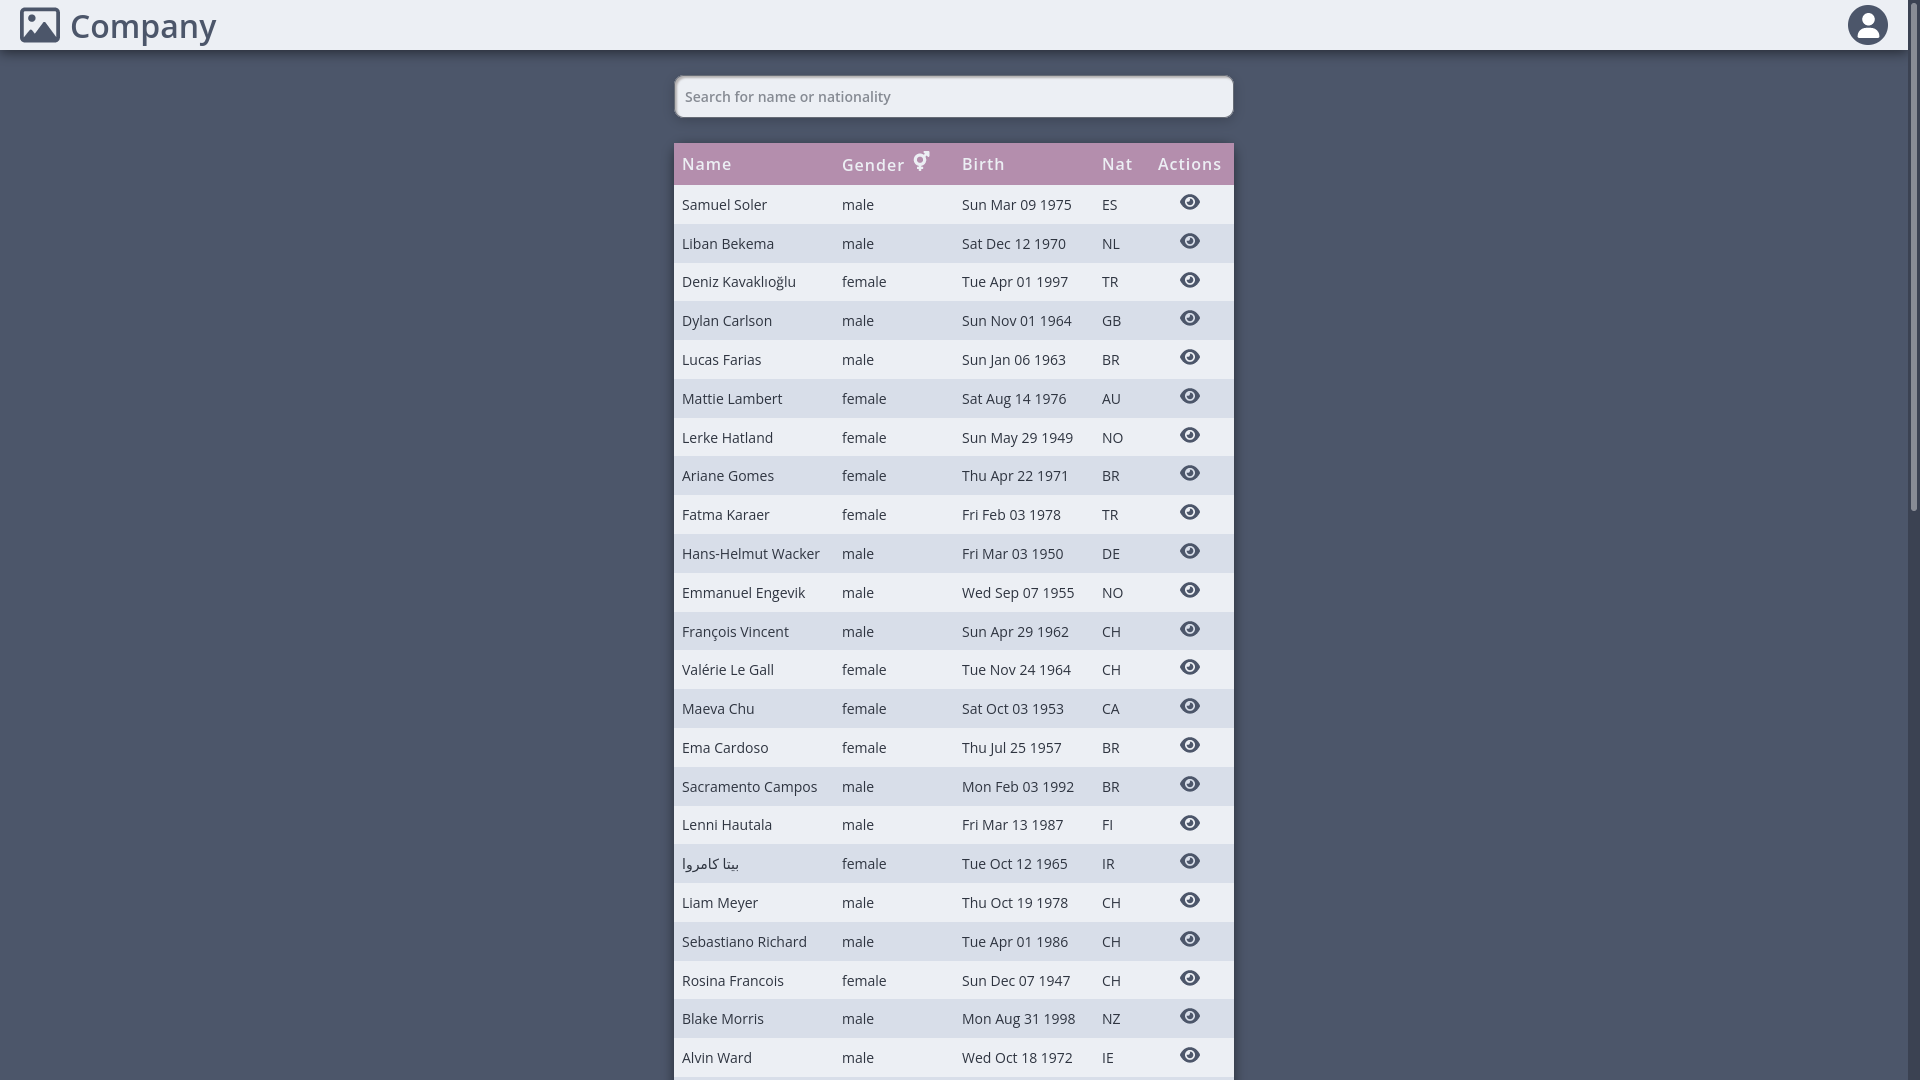 Company
Search for name or nationality
Name Gender Birth Nat Actions
Samuel Soler male Sun Mar 09 1975 ES
Liban Bekema male Sat Dec 12 1970 NL
Deniz Kavaklıoğlu female Tue Apr 01 1997 TR
Dylan Carlson male Sun Nov 01 1964 GB
Lucas Farias male Sun Jan 06 1963 BR
Mattie Lambert female Sat Aug 14 1976 AU
Lerke Hatland female Sun May 29 1949 NO
Ariane Gomes female Thu Apr 22 1971 BR
Fatma Karaer female Fri Feb 03 1978 TR
Hans-Helmut Wacker male Fri Mar 03 1950 DE
Emmanuel Engevik male Wed Sep 07 1955 NO
François Vincent male Sun Apr 29 1962 CH
Valérie Le Gall female Tue Nov 24 1964 CH
Maeva Chu female Sat Oct 03 1953 CA
Ema Cardoso female Thu Jul 25 1957 BR
Sacramento Campos male Mon Feb 03 1992 BR
Lenni Hautala male Fri Mar 13 1987 FI
بيتا كامروا female Tue Oct 12 1965 IR
Liam Meyer male Thu Oct 19 1978 CH
Sebastiano Richard male Tue Apr 01 1986 CH
Rosina Francois female Sun Dec 07 1947 CH
Blake Morris male Mon Aug 31 1998 NZ
Alvin Ward male Wed Oct 18 1972 IE